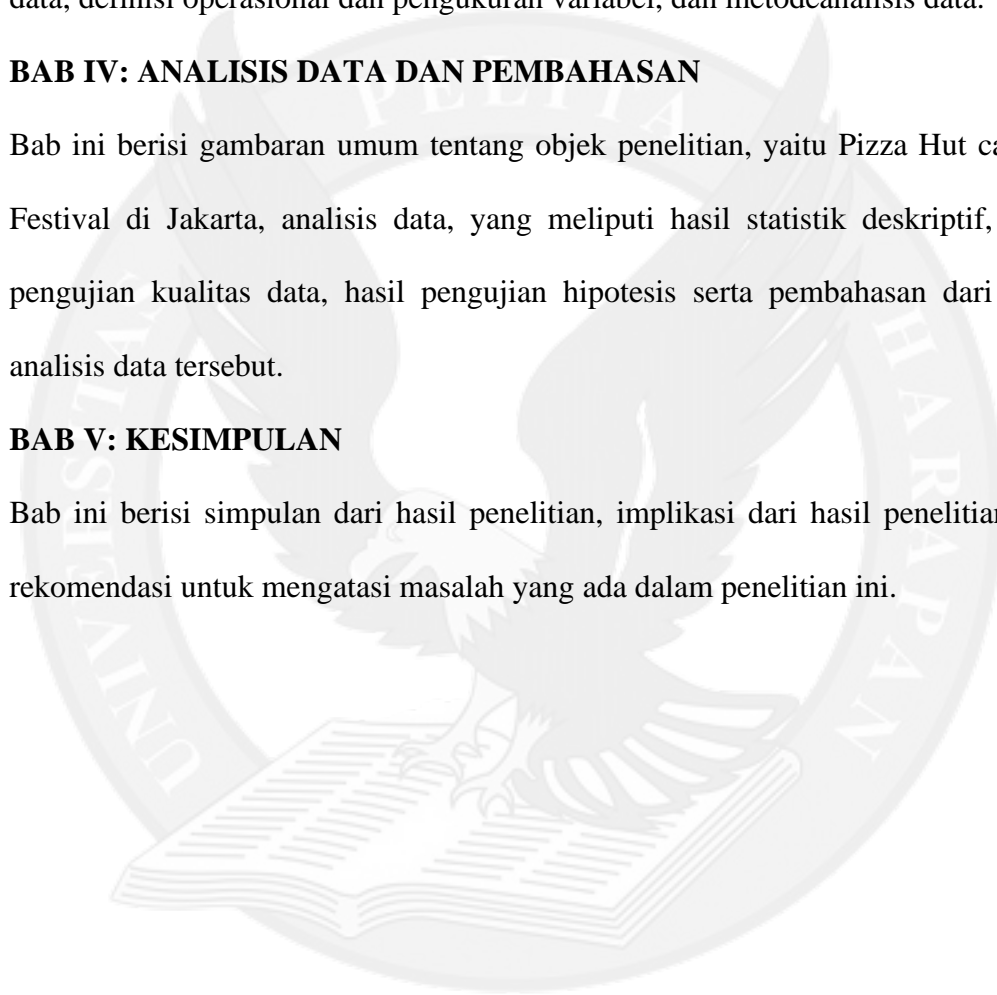 data, definisi operasional dan pengukuran variabel, dan metodeanalisis data.
BAB IV: ANALISIS DATA DAN PEMBAHASAN
Bab ini berisi gambaran umum tentang objek penelitian, yaitu Pizza Hut ca
Festival di Jakarta, analisis data, yang meliputi hasil statistik deskriptif,
pengujian kualitas data, hasil pengujian hipotesis serta pembahasan dari
analisis data tersebut.
BAB V: KESIMPULAN
Bab ini berisi simpulan dari hasil penelitian, implikasi dari hasil penelitian
rekomendasi untuk mengatasi masalah yang ada dalam penelitian ini.
UNIVERSITAS PELITA HARAPAN